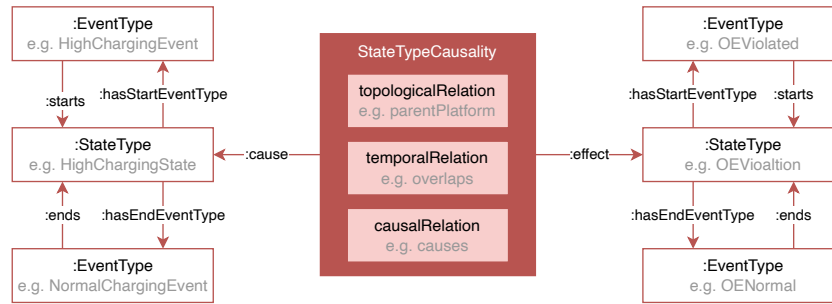 :EventType
e.g. HighChargingEvent
:starts
:hasStartEventType
:StateType
e.g. HighChargingState
:ends
:hasEndEventType
:EventType
e.g. NormalChargingEvent
:cause
StateTypeCausality
topologicalRelation
e.g. parentPlatform
temporalRelation
e.g. overlaps
causalRelation
e.g. causes
:effect
:EventType
e.g. OEViolated
:hasStartEventType
:starts
:StateType
e.g. OEVioaltion
:hasEndEventType
:ends
:EventType
e.g. OENormal